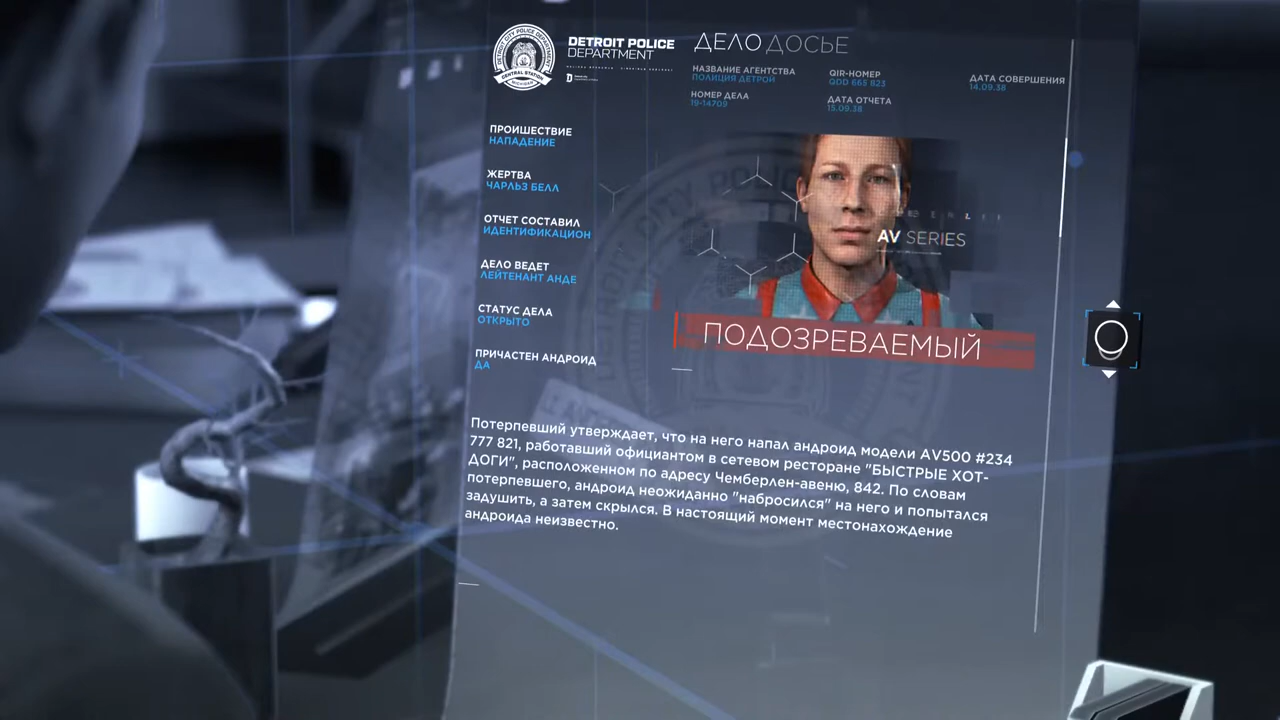 DETROIT POLICE
DEPARTMENT
ДЕЛО ДОСЬЕ
НАЗВАНИЕ АГЕНТСТВА
ПОЛИЦИЯ ДЕТРОЙ
QIR-НОМЕР
QDD 665 823
ДАТА СОВЕРШЕНИЯ
14.09.38
НОМЕР ДЕЛА
19-14709
ДАТА ОТЧЕТА
15.09.38
CENTRAL STATION
ПРОИШЕСТВИЕ
НАПАДЕНИЕ
ЖЕРТВА
ЧАРЛЬЗ БЕЛЛ
ОТЧЕТ СОСТАВИЛ
ИДЕНТИФИКАЦИОН
ДЕЛО ВЕДЕТ
ЛЕЙТЕНАНТ АНДЕ
СТАТУС ДЕЛА
ОТКРЫТО
ПРИЧАСТЕН АНДРОИД
ДА
AV SERIES
ПОДОЗРЕВАЕМЫЙ
Потерпевший утверждает, что на него напал андроид модели AV500 #234
777 821, работавший официантом в сетевом ресторане "БЫСТРЫЕ ХОТ-
ДОГИ", расположенном по адресу Чемберлен-авеню, 842. По словам
потерпевшего, андроид неожиданно "набросился" на него и попытался
задушить, а затем скрылся. В настоящий момент местонахождение
андроида неизвестно.